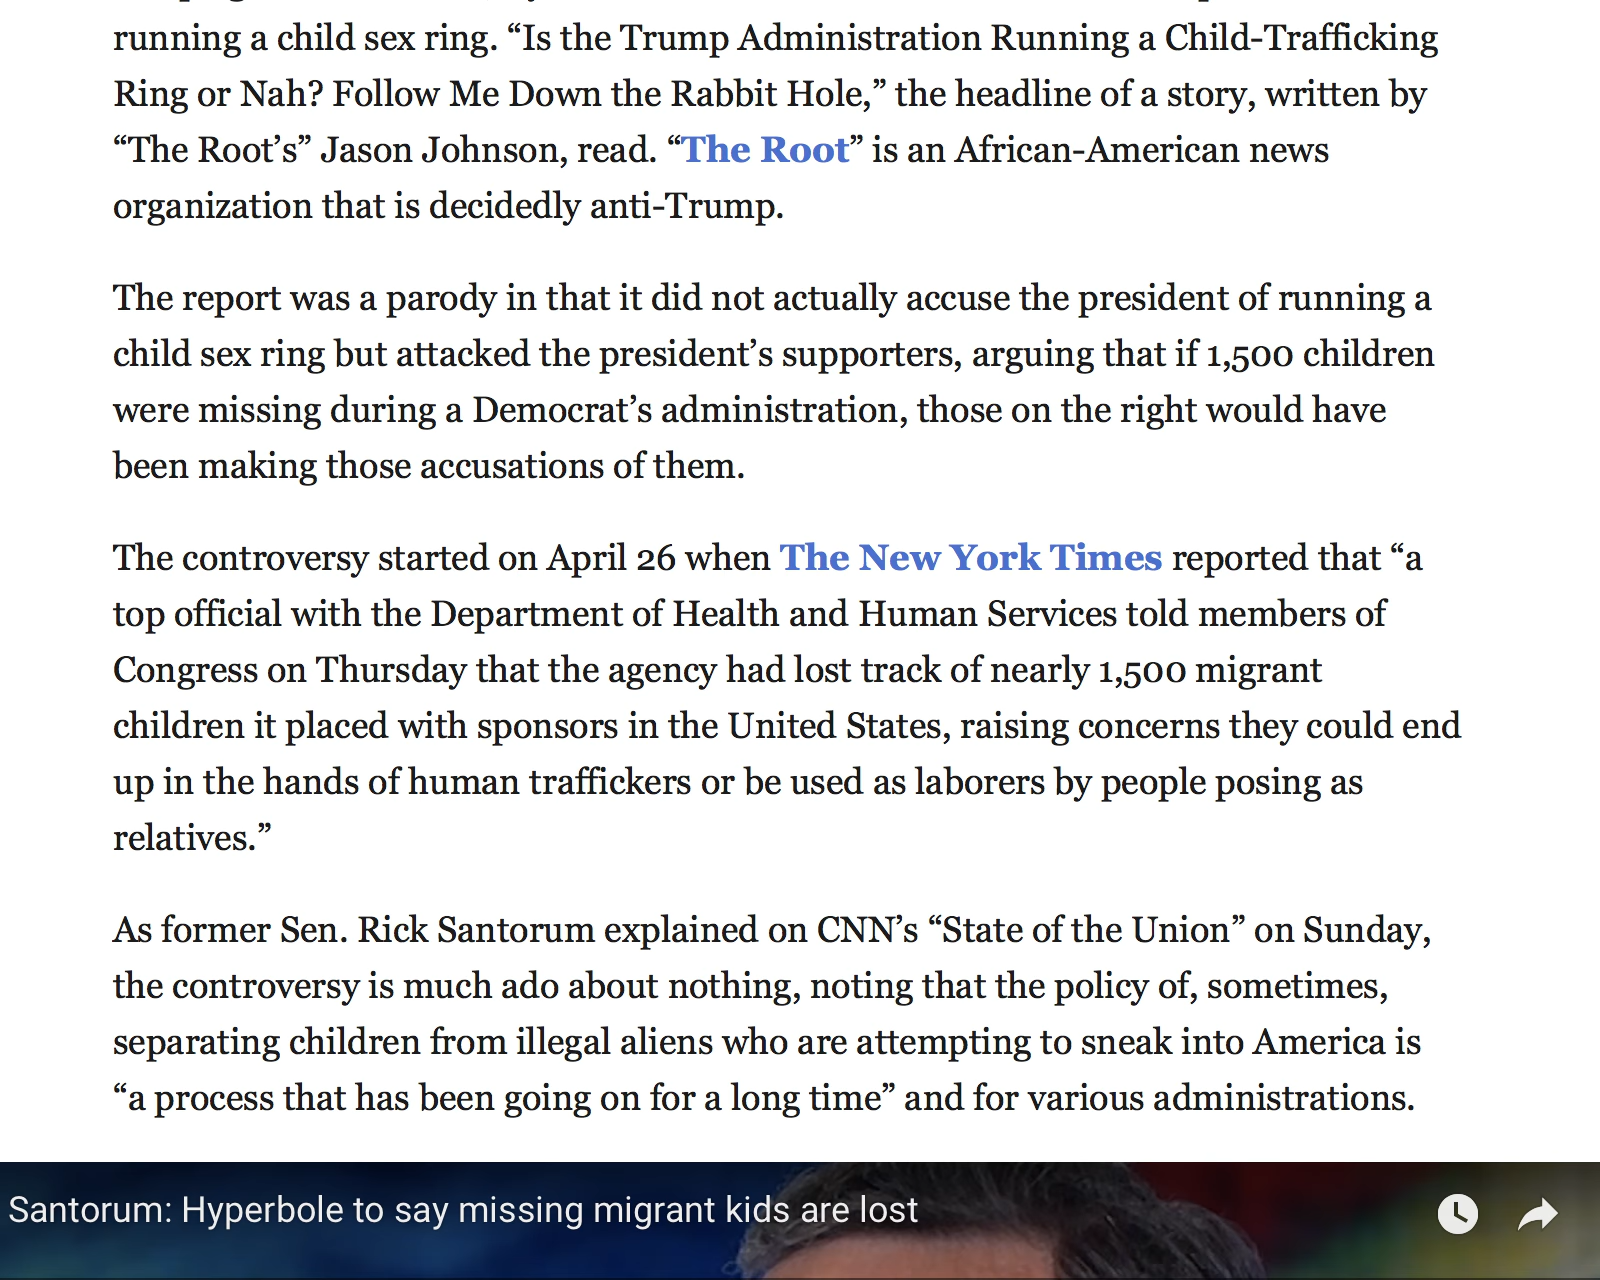 running a child sex ring. “Is the Trump Administration Running a Child-Trafficking
Ring or Nah? Follow Me Down the Rabbit Hole,” the headline of a story, written by
“The Root’s” Jason Johnson, read. “The Root” is an African-American news
organization that is decidedly anti-Trump.
The report was a parody in that it did not actually accuse the president of running a
child sex ring but attacked the president’s supporters, arguing that if 1,500 children
were missing during a Democrat’s administration, those on the right would have
been making those accusations of them.
The controversy started on April 26 when The New York Times reported that “a
top official with the Department of Health and Human Services told members of
Congress on Thursday that the agency had lost track of nearly 1,500 migrant
children it placed with sponsors in the United States, raising concerns they could end
up in the hands of human traffickers or be used as laborers by people posing as
relatives.”
As former Sen. Rick Santorum explained on CNN’s “State of the Union” on Sunday,
the controversy is much ado about nothing, noting that the policy of, sometimes,
separating children from illegal aliens who are attempting to sneak into America is
“a process that has been going on for a long time” and for various administrations.
Santorum: Hyperbole to say missing migrant kids are lost